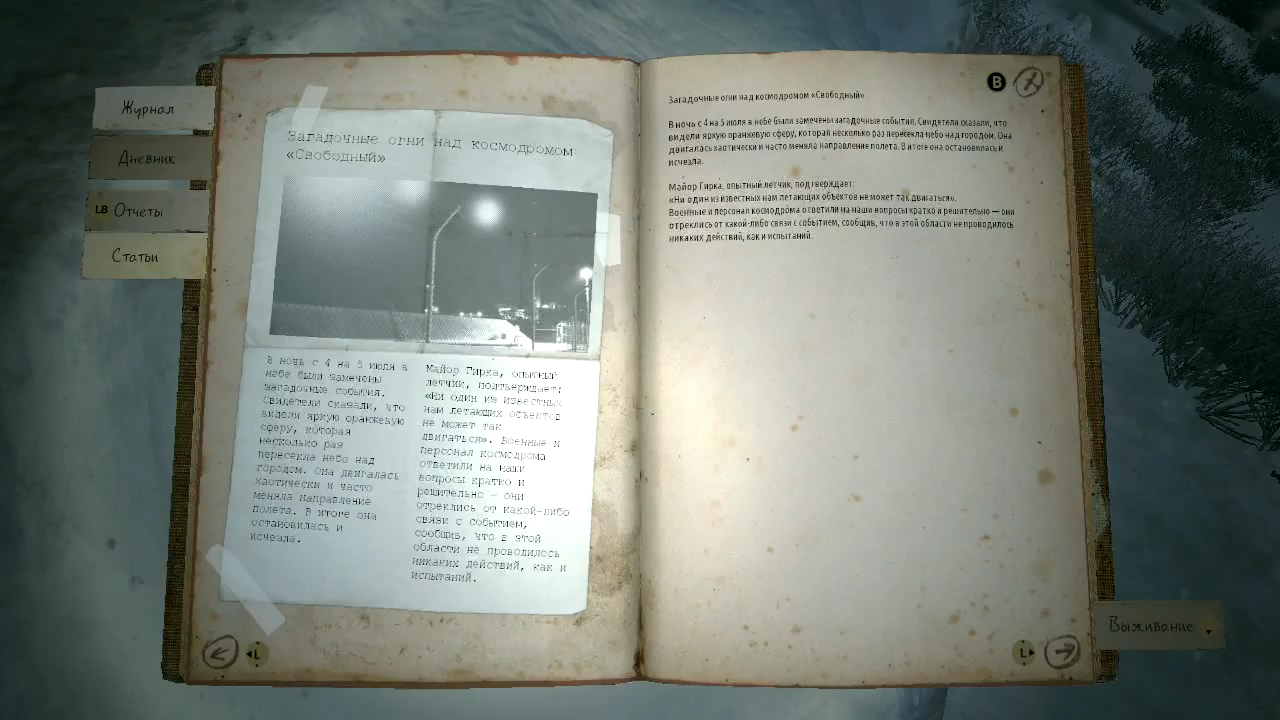 Журнал
Дневник
LB Отчеты
Статьи
Загадочные огни над космодромом
«Свободный»
В ночь с 4 на 5 июля в
небе были замечены
загадочные события.
Свидетели сказали, что
видели яркую оранжевую
сферу, которая
несколько раз
пересекла небо над
городом. Она двигалась
хаотически и часто
меняла направление
полета. В итоге она
остановилась и
исчезла.
Майор Гирка, опытный
летчик, подтверждает:
«Ни один из известных
нам летающих объектов
не может так
двигаться». Военные и
персонал космодрома
ответили на наши
вопросы кратко и
решительно — они
отреклись от какой-либо
связи с событием,
сообщив, что в этой
области не проводилось
никаких действий, как и
испытаний.
L
B
Загадочные огни над космодромом «Свободный»
В ночь с 4 на 5 июля в небе были замечены загадочные события. Свидетели сказали, что
видели яркую оранжевую сферу, которая несколько раз пересекла небо над городом. Она
двигалась хаотически и часто меняла направление полета. В итоге она остановилась и
исчезла.
Майор Гирка, опытный летчик, подтверждает:
«Ни один из известных нам летающих объектов не может так двигаться».
Военные и персонал космодрома ответили на наши вопросы кратко и решительно — они
отреклись от какой-либо связи с событием, сообщив, что в этой области не проводилось
никаких действий, как и испытаний.
L
Выживание